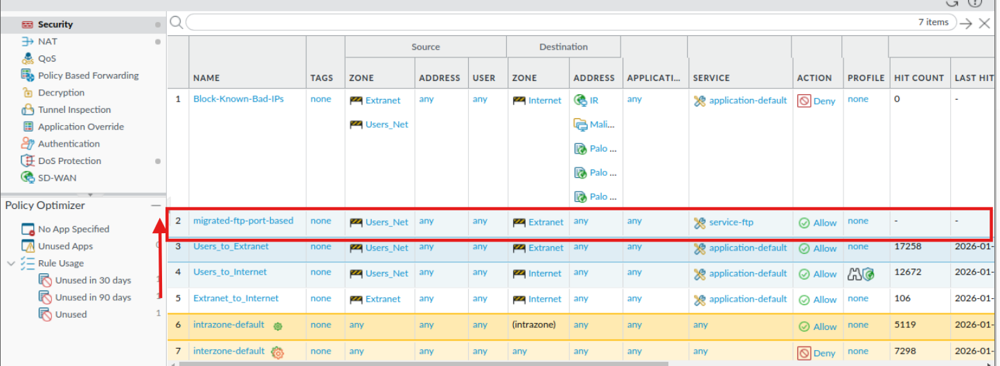 Security
NAT
QoS
Policy Based Forwarding
Decryption
Tunnel Inspection
Application Override
Authentication
DoS Protection
SD-WAN
Policy Optimizer
No App Specified
Unused Apps
Rule Usage
Unused in 30 days
Unused in 90 days
Unused 1
7 items
Source Destination
NAME TAGS ZONE ADDRESS USER ZONE ADDRESS APPLICATI... SERVICE ACTION PROFILE HIT COUNT LAST HIT
1 Block-Known-Bad-IPs none Extranet any any Internet IR any application-default Deny none 0 -
Users_Net Mali...
Palo ...
Palo ...
Palo ...
2 migrated-ftp-port-based none Users_Net any any Extranet any any service-ftp Allow none - -
3 Users_to_Extranet none Users_Net any any Extranet any any application-default Allow none 17258 2026-01-
4 Users_to_Internet none Users_Net any any Internet any any application-default Allow 12672 2026-01-
5 Extranet_to_Internet none Extranet any any Internet any any application-default Allow none 106 2026-01-
6 intrazone-default none any any any (intrazone) any any any Allow none 5119 2026-01-
7 interzone-default none any any any any any any any Deny none 7298 2026-01-